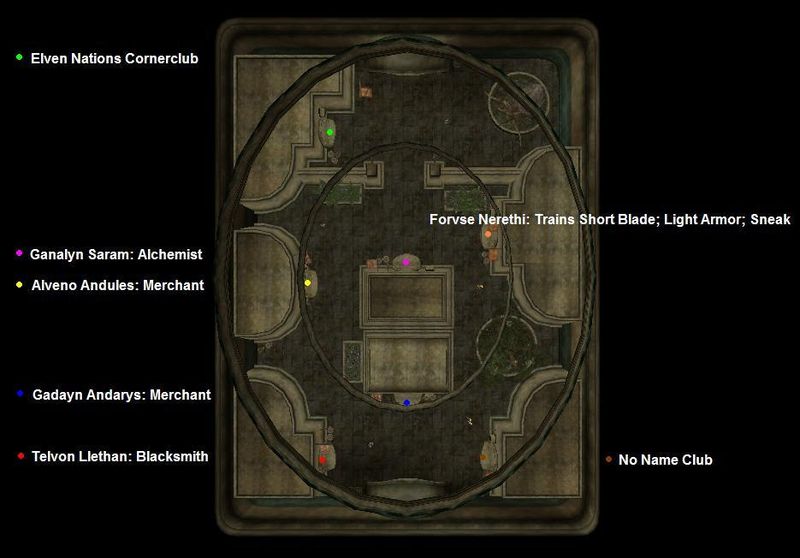 Elven Nations Cornerclub
Forvse Nerethi: Trains Short Blade; Light Armor; Sneak
Ganalyn Saram: Alchemist
Alveno Andules: Merchant
Gadayn Andarys: Merchant
Telvon Llethan: Blacksmith
No Name Club